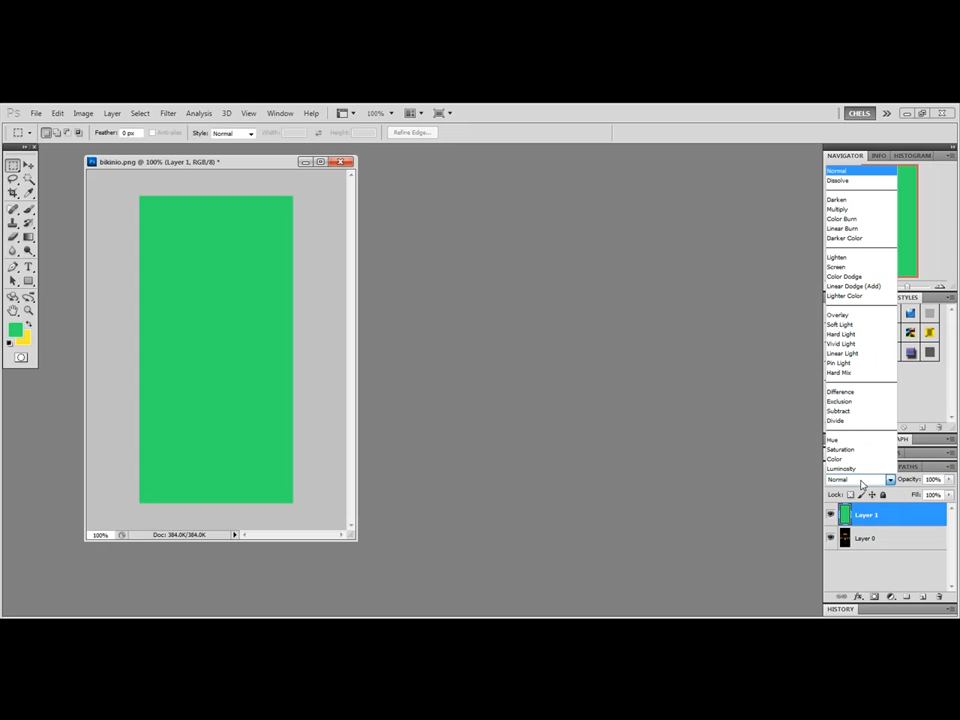 Ps File Edit Image Layer Select Filter Analysis 3D View Window Help 100% CHELS
Feather: 0 px Anti-alias Style: Normal Width: Height: Refine Edge...
bikinio.png @ 100% (Layer 1, RGB/8) *
NAVIGATOR INFO HISTOGRAM
Normal
Dissolve
Darken
Multiply
Color Burn
Linear Burn
Darker Color
Lighten
Screen
Color Dodge
Linear Dodge (Add)
Lighter Color
STYLES
Overlay
Soft Light
Hard Light
Vivid Light
Linear Light
Pin Light
Hard Mix
Difference
Exclusion
Subtract
Divide
Hue
APH
Saturation
Color
Luminosity
PATHS
Normal Opacity: 100%
Lock: Fill: 100%
Layer 1
Layer 0
100% Doc: 384.0K/384.0K
fx
HISTORY